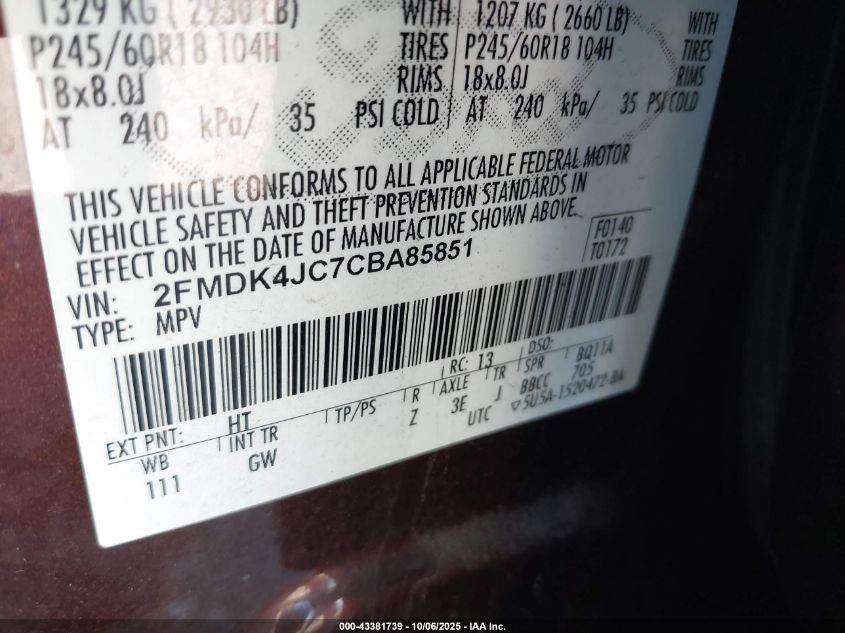 1329 KG ( 2930 LB) WITH 1207 KG ( 2660 LB) WITH
P245/60R18 104H TIRES P245/60R18 104H TIRES
18x8.0J RIMS 18x8.0J RIMS
AT 240 kPa/ 35 PSI COLD AT 240 kPa/ 35 PSI COLD
THIS VEHICLE CONFORMS TO ALL APPLICABLE FEDERAL MOTOR
VEHICLE SAFETY AND THEFT PREVENTION STANDARDS IN
EFFECT ON THE DATE OF MANUFACTURE SHOWN ABOVE.
F0140
T0172
VIN: 2FMDK4JC7CBA85851
TYPE: MPV
RC: 13 DSO:
EXT PNT: HT BQ11A
WB INT TR TP/PS R AXLE TR SPR
111 GW Z 3E J BBCC 705
UTC ▽5U5A-1520472-BA
000-43381739 - 10/06/2025 - IAA Inc.